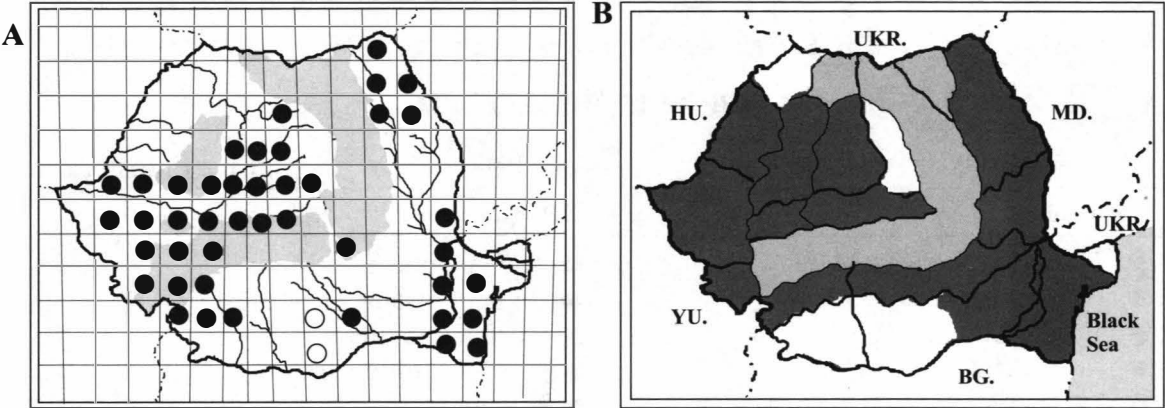 A
B
UKR.
HU.
MD.
UKR.
YU.
Black
Sea
BG.